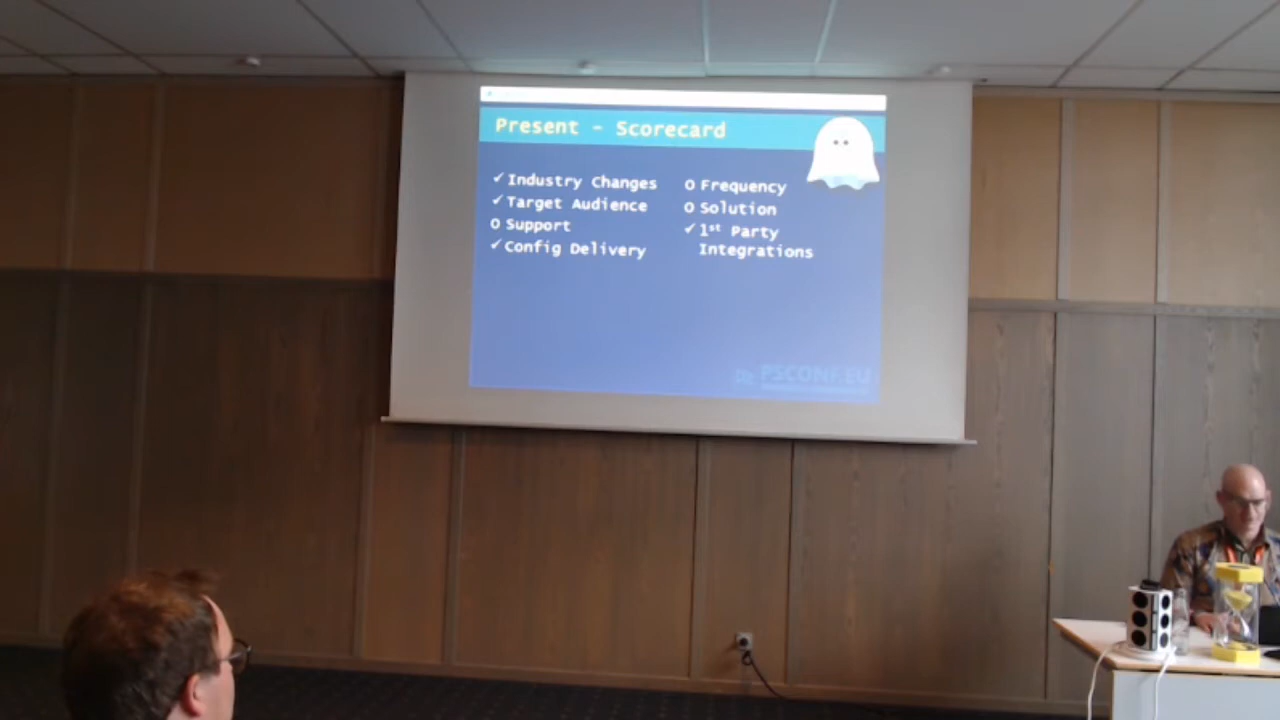 Present - Scorecard
✓ Industry Changes
✓ Target Audience
O Support
✓ Config Delivery
O Frequency
O Solution
✓ 1st Party
Integrations
PSCONF.EU